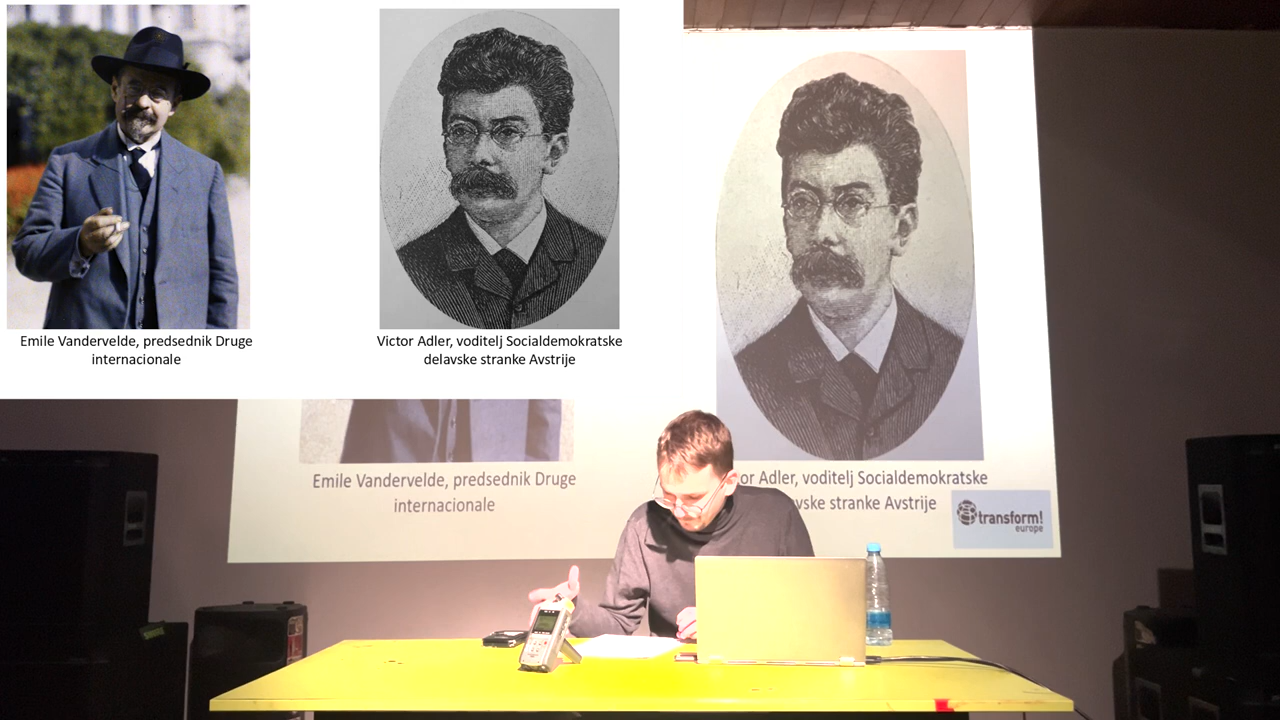 Emile Vandervelde, predsednik Druge
internacionale
Victor Adler, voditelj Socialdemokratske
delavske stranke Avstrije
Emile Vandervelde, predsednik Druge
internacionale
or Adler, voditelj Socialdemokratske
vske stranke Avstrije
transform!
europe